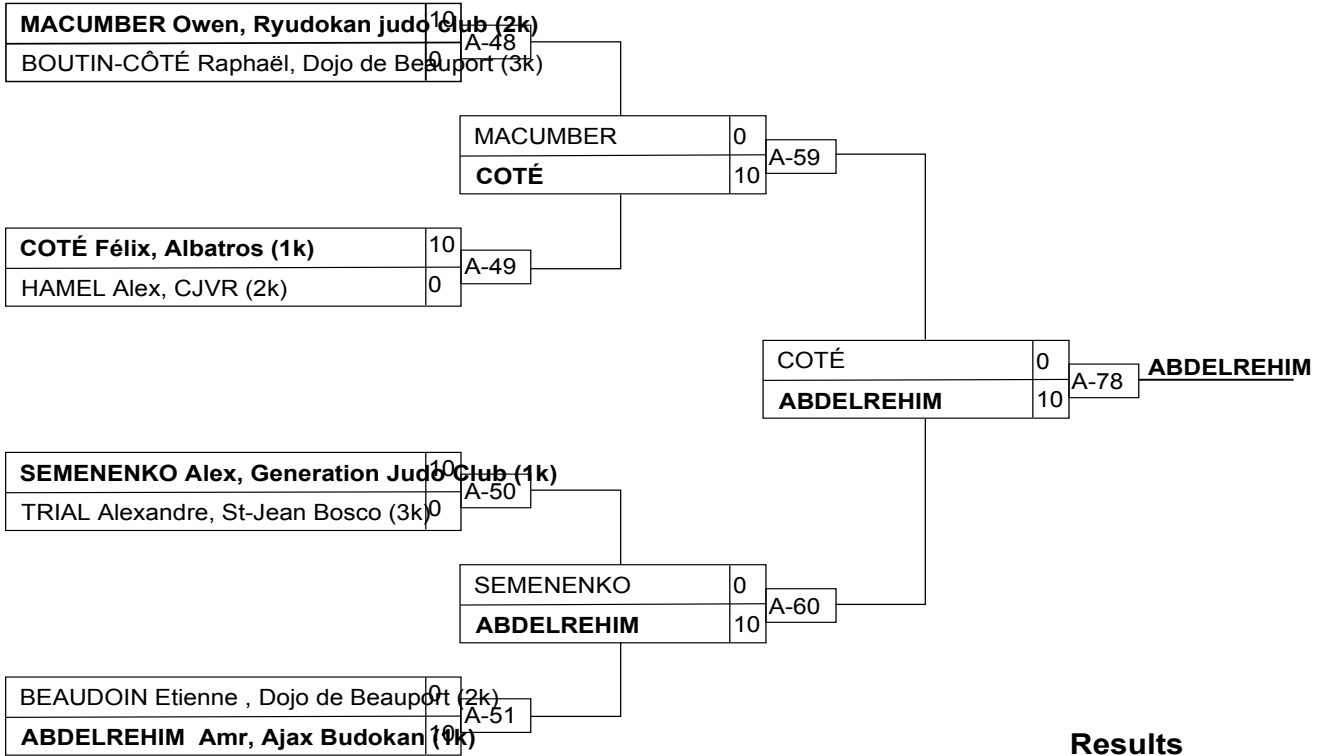 MACUMBER Owen, Ryudokan judo club (2k) 10
A-48
BOUTIN-CÔTÉ Raphaël, Dojo de Beauport (3k) 0
MACUMBER 0
A-59
COTÉ 10
COTÉ Félix, Albatros (1k) 10
A-49
HAMEL Alex, CJVR (2k) 0
COTÉ 0
A-78 ABDELREHIM
ABDELREHIM 10
SEMENENKO Alex, Generation Judo Club (1k) 10
A-50
TRIAL Alexandre, St-Jean Bosco (3k) 0
SEMENENKO 0
A-60
ABDELREHIM 10
BEAUDOIN Etienne , Dojo de Beauport (2k) 0
A-51
ABDELREHIM Amr, Ajax Budokan (1k) 10
Results